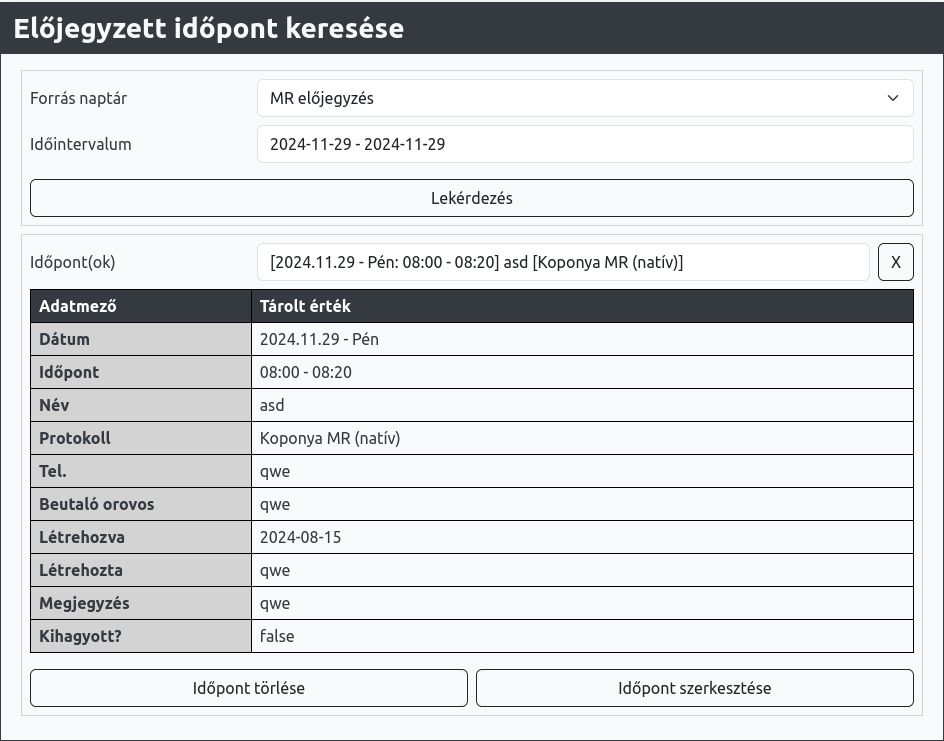 Előjegyzett időpont keresése
Forrás naptár MR előjegyzés
Időintervalum 2024-11-29 - 2024-11-29
Lekérdezés
Időpont(ok) [2024.11.29 - Pén: 08:00 - 08:20] asd [Koponya MR (natív)] X
Adatmező Tárolt érték
Dátum 2024.11.29 - Pén
Időpont 08:00 - 08:20
Név asd
Protokoll Koponya MR (natív)
Tel. qwe
Beutaló orovos qwe
Létrehozva 2024-08-15
Létrehozta qwe
Megjegyzés qwe
Kihagyott? false
Időpont törlése Időpont szerkesztése